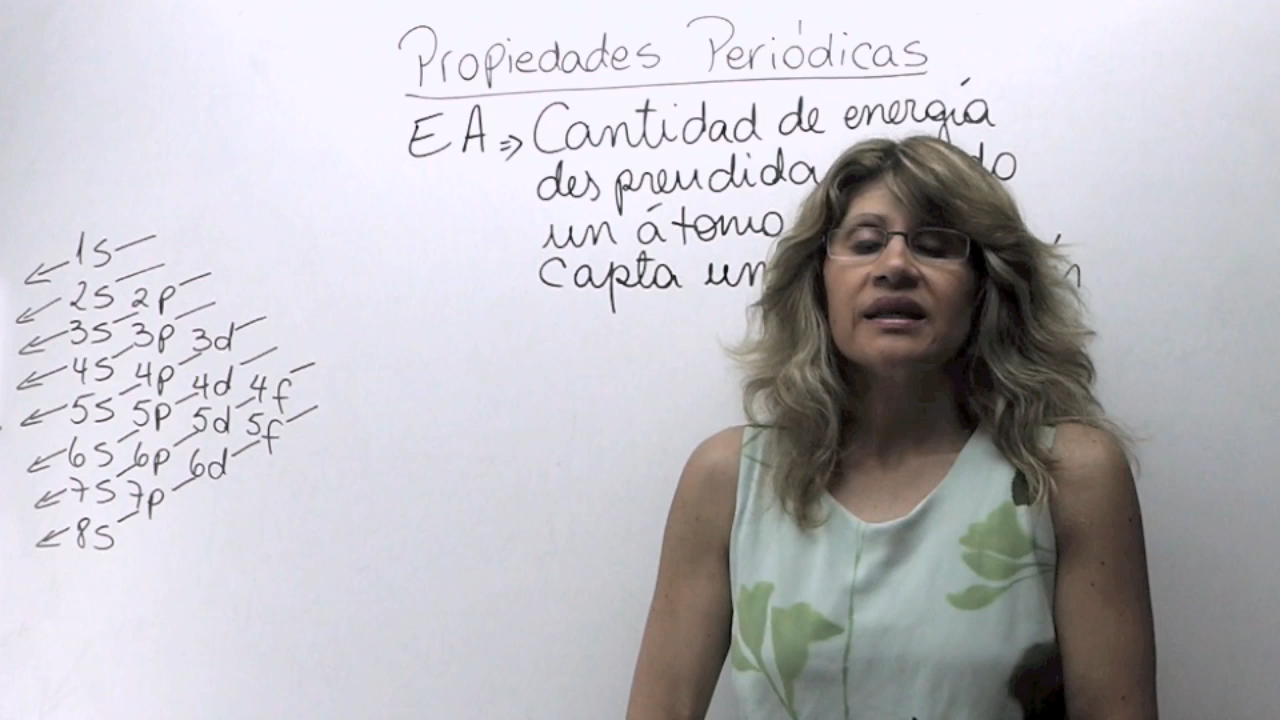 Propiedades Periódicas
EA => Cantidad de energía
desprendida
un átomo
capta un
1s
2s 2p
3s 3p 3d
4s 4p 4d 4f
5s 5p 5d 5f
6s 6p 6d
7s 7p
8s